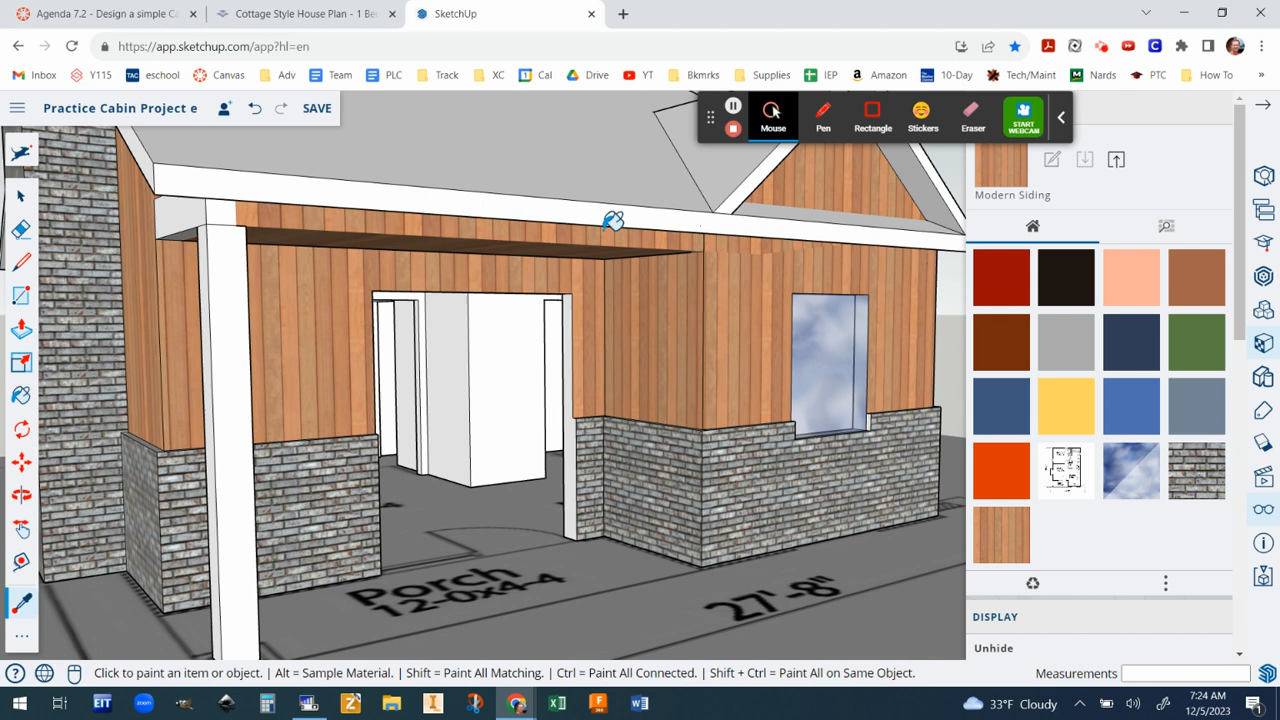 Agenda 7.2 - Design a simple Ca
Cottage Style House Plan - 1 Be
SketchUp
https://app.sketchup.com/app?hl=en
Inbox
Y115
eschool
Canvas
Adv
Team
PLC
Track
XC
Cal
Drive
YT
Bkmrks
Supplies
IEP
Amazon
10-Day
Tech/Maint
Nards
PTC
How To
»
Practice Cabin Project e
SAVE
Mouse
Pen
Rectangle
Stickers
Eraser
START
WEBCAM
Modern Siding
Porch
12-0x4-4
27'-8"
DISPLAY
Unhide
Click to paint an item or object. | Alt = Sample Material. | Shift = Paint All Matching. | Ctrl = Paint All Connected. | Shift + Ctrl = Paint All on Same Object.
Measurements
EIT
zoom
33°F Cloudy
7:24 AM
12/5/2023